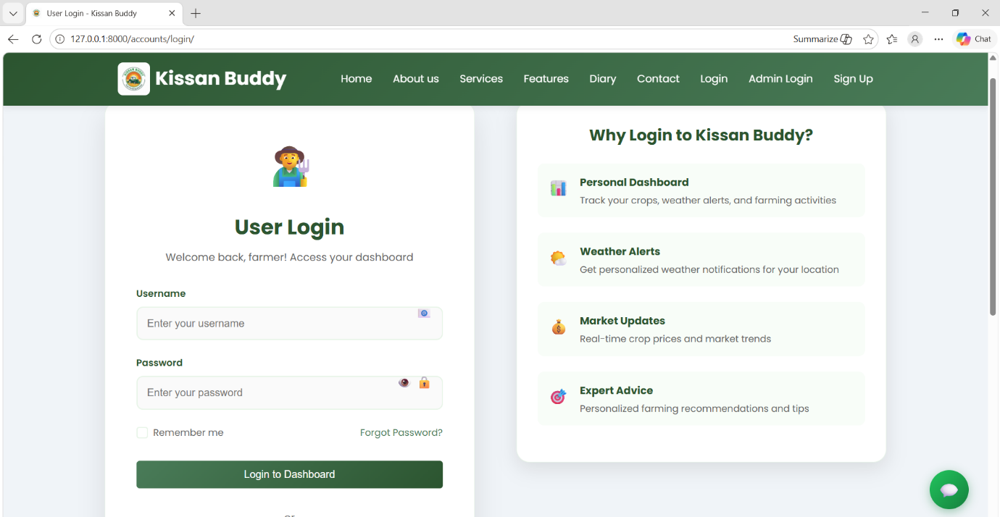 User Login - Kissan Buddy
127.0.0.1:8000/accounts/login/
Summarize
Chat
Kissan Buddy
Home
About us
Services
Features
Diary
Contact
Login
Admin Login
Sign Up
User Login
Welcome back, farmer! Access your dashboard
Username
Enter your username
Password
Enter your password
Remember me
Forgot Password?
Login to Dashboard
Why Login to Kissan Buddy?
Personal Dashboard
Track your crops, weather alerts, and farming activities
Weather Alerts
Get personalized weather notifications for your location
Market Updates
Real-time crop prices and market trends
Expert Advice
Personalized farming recommendations and tips